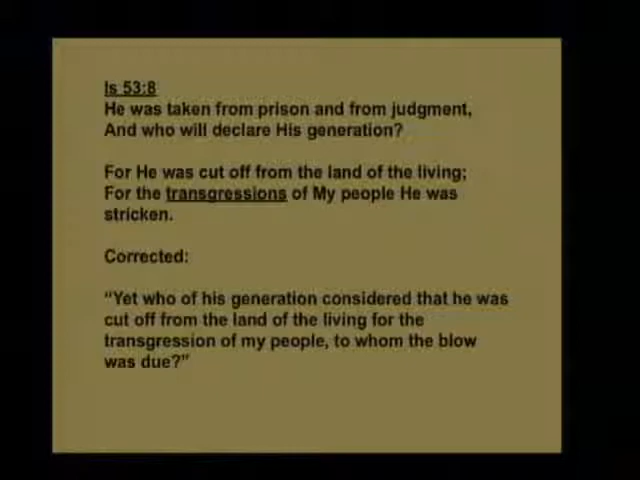 Is 53:8
He was taken from prison and from judgment,
And who will declare His generation?
For He was cut off from the land of the living;
For the transgressions of My people He was
stricken.
Corrected:
“Yet who of his generation considered that he was
cut off from the land of the living for the
transgression of my people, to whom the blow
was due?”